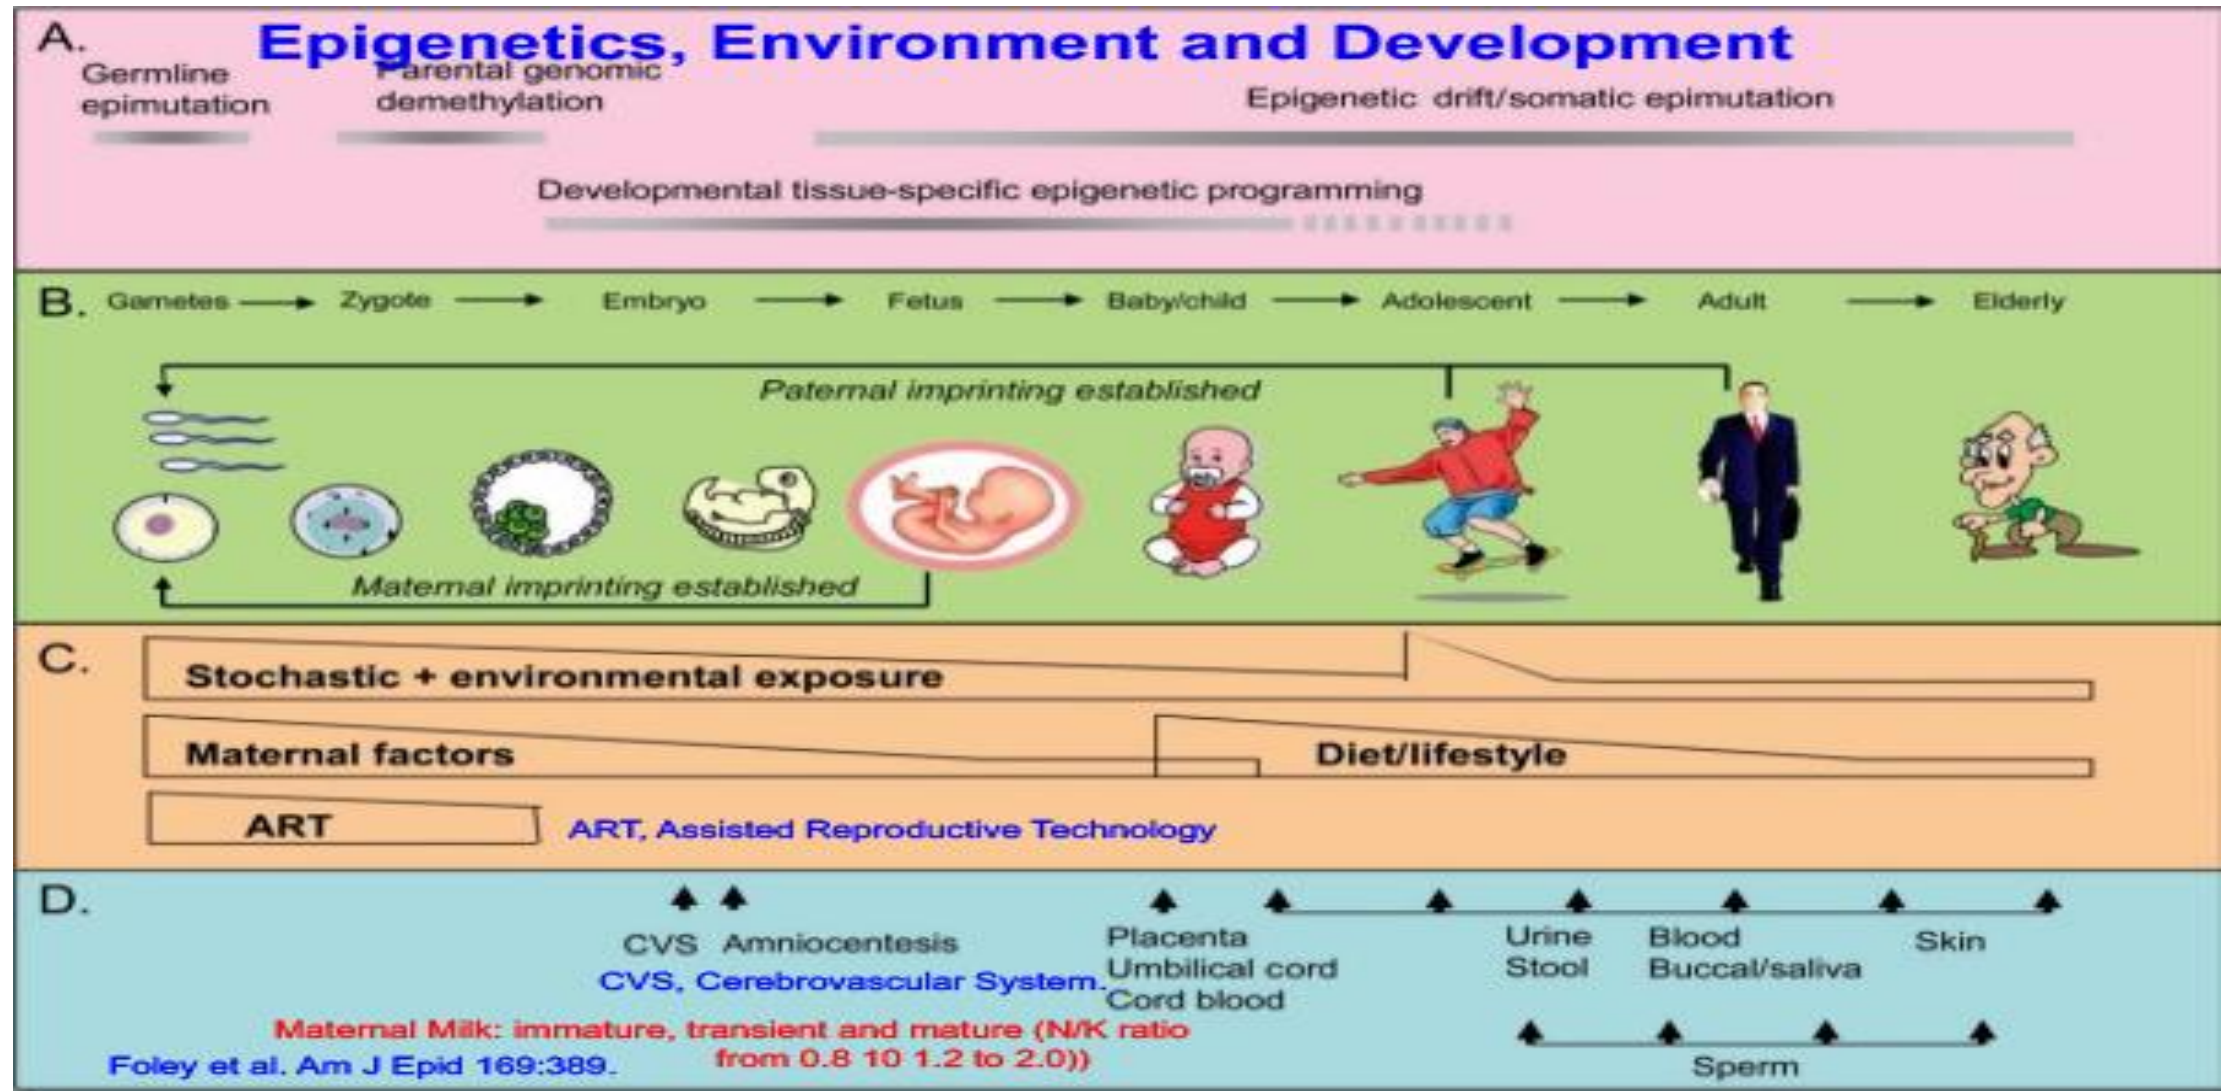 A.
Epigenetics, Environment and Development
Germline
epimutation
Parental genomic
demethylation
Epigenetic drift/somatic epimutation
Developmental tissue-specific epigenetic programming
B.
Gametes
Zygote
Embryo
Fetus
Baby/child
Adolescent
Adult
Elderly
Paternal imprinting established
Maternal imprinting established
C.
Stochastic + environmental exposure
Maternal factors
Diet/lifestyle
ART
ART, Assisted Reproductive Technology
D.
CVS
Amniocentesis
CVS, Cerebrovascular System.
Placenta
Umbilical cord
Cord blood
Urine
Stool
Blood
Buccal/saliva
Skin
Maternal Milk: immature, transient and mature (N/K ratio
from 0.8 10 1.2 to 2.0))
Foley et al. Am J Epid 169:389.
Sperm